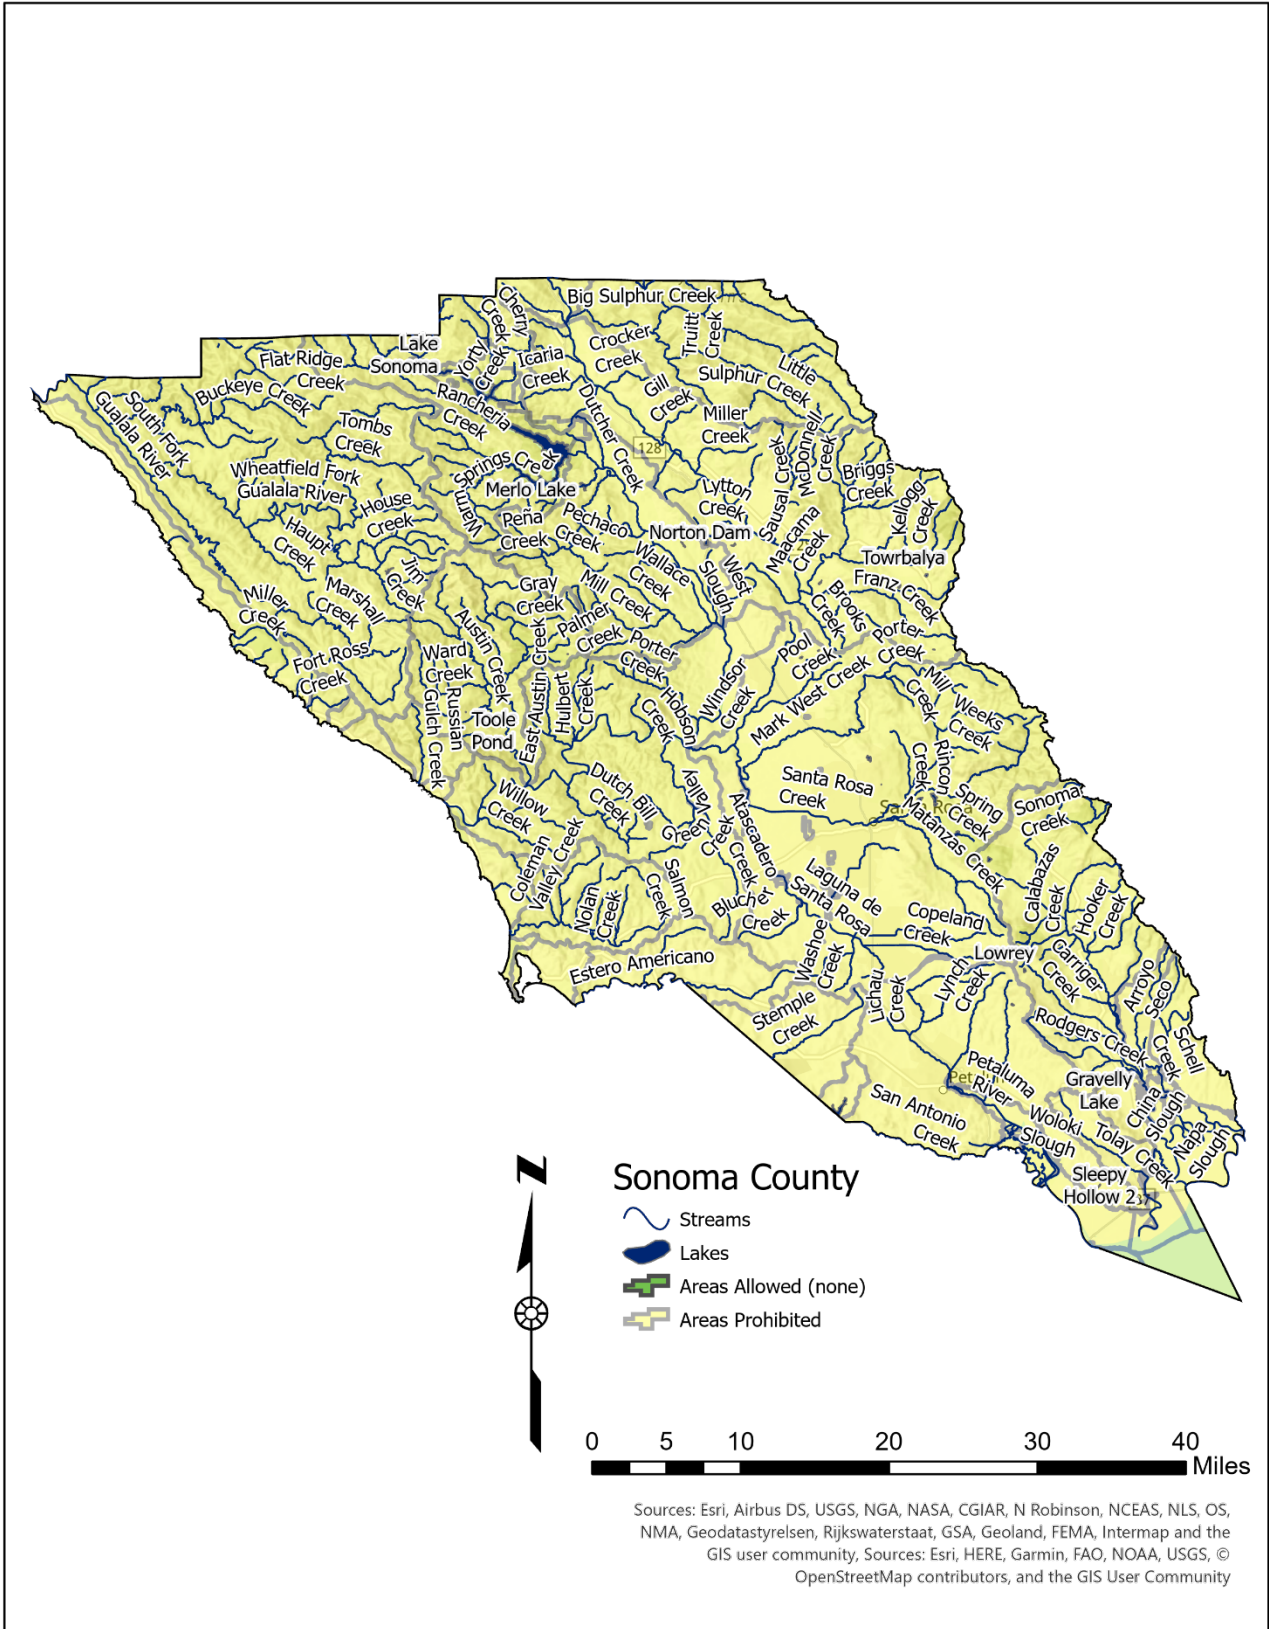 Cherry
Creek
Big Sulphur Creek
Lake
Sonoma
Yorty
Creek
Icaria
Creek
Crocker
Creek
Truitt
Creek
Little
Sulphur Creek
Flat Ridge
Creek
Buckeye Creek
Rancheria
Creek
Gill
Creek
Miller
Creek
Dutcher Creek
128
South Fork
Gualala River
Tombs
Creek
Wheatfield Fork
Gualala River
Warm
Springs Creek
Merlo Lake
Lytton
Creek
Sausal Creek
McDonnell
Creek
Briggs
Creek
Kellogg
Creek
House
Creek
Peña
Creek
Pechaco
Creek
Norton Dam
Maacama
Creek
Towrbalya
Haupt
Creek
Jim
Creek
Wallace
Creek
West
Slough
Franz Creek
Miller
Creek
Marshall
Creek
Gray
Creek
Mill Creek
Palmer
Creek
Brooks
Creek
Porter
Creek
Fort Ross
Creek
Ward
Creek
Austin Creek
East Austin Creek
Hulbert
Creek
Porter
Creek
Pool
Creek
Windsor
Creek
Mark West Creek
Mill
Creek
Weeks
Creek
Russian
Gulch Creek
Toole
Pond
Hobson
Creek
Rincon
Creek
Santa Rosa
Creek
Spring
Creek
Sonoma
Creek
Willow
Creek
Dutch Bill
Creek
Green Valley
Creek
Atascadero
Creek
Matanzas Creek
Coleman
Valley Creek
Nolan
Creek
Salmon
Creek
Blucher
Creek
Laguna de
Santa Rosa
Calabazas
Creek
Hooker
Creek
Copeland
Creek
Lowrey
Carriger
Creek
Estero Americano
Washoe
Creek
Lichau
Creek
Lynch
Creek
Arroyo
Seco
Stemple
Creek
Rodgers Creek
Schell
Creek
Petaluma
River
Gravelly
Lake
China
Slough
San Antonio
Creek
Woloki
Slough
Tolay Creek
Napa
Slough
Sleepy
Hollow 2
37
N
Sonoma County
Streams
Lakes
Areas Allowed (none)
Areas Prohibited
0 5 10 20 30 40
Miles
Sources: Esri, Airbus DS, USGS, NGA, NASA, CGIAR, N Robinson, NCEAS, NLS, OS,
NMA, Geodatastyrelsen, Rijkswaterstaat, GSA, Geoland, FEMA, Intermap and the
GIS user community, Sources: Esri, HERE, Garmin, FAO, NOAA, USGS, ©
OpenStreetMap contributors, and the GIS User Community